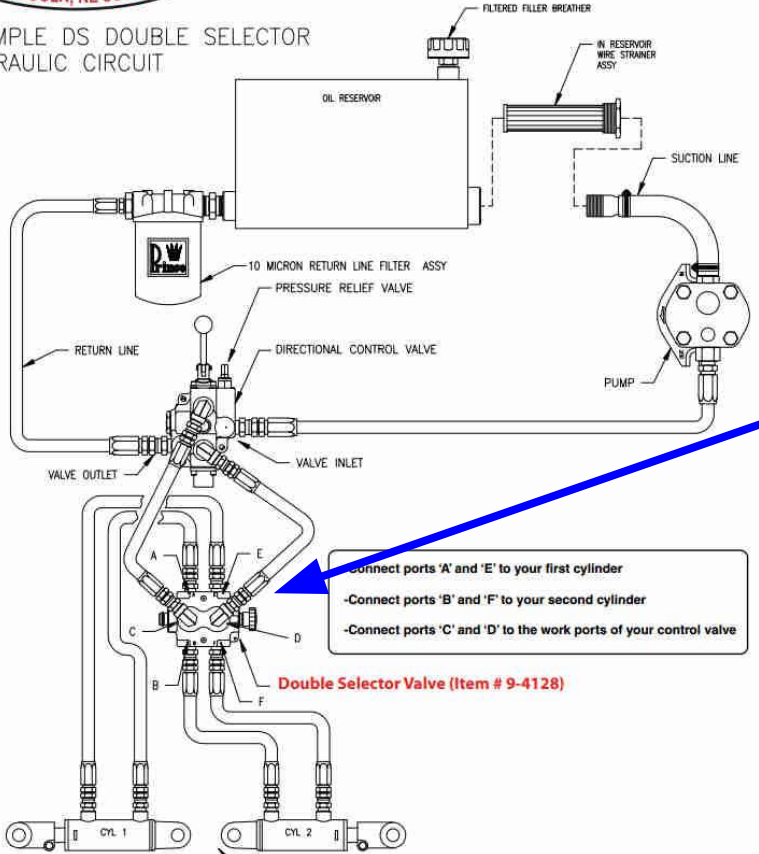 FILTERED FILLER BREATHER
MPLE DS DOUBLE SELECTOR
RAULIC CIRCUIT
IN RESERVOIR
WIRE STRAINER
ASSY
OIL RESERVOIR
SUCTION LINE
Prince
10 MICRON RETURN LINE FILTER ASSY
PRESSURE RELIEF VALVE
RETURN LINE
DIRECTIONAL CONTROL VALVE
PUMP
VALVE OUTLET
VALVE INLET
A
E
-Connect ports 'A' and 'E' to your first cylinder
-Connect ports 'B' and 'F' to your second cylinder
-Connect ports 'C' and 'D' to the work ports of your control valve
C
D
B
F
Double Selector Valve (Item # 9-4128)
CYL 1
CYL 2